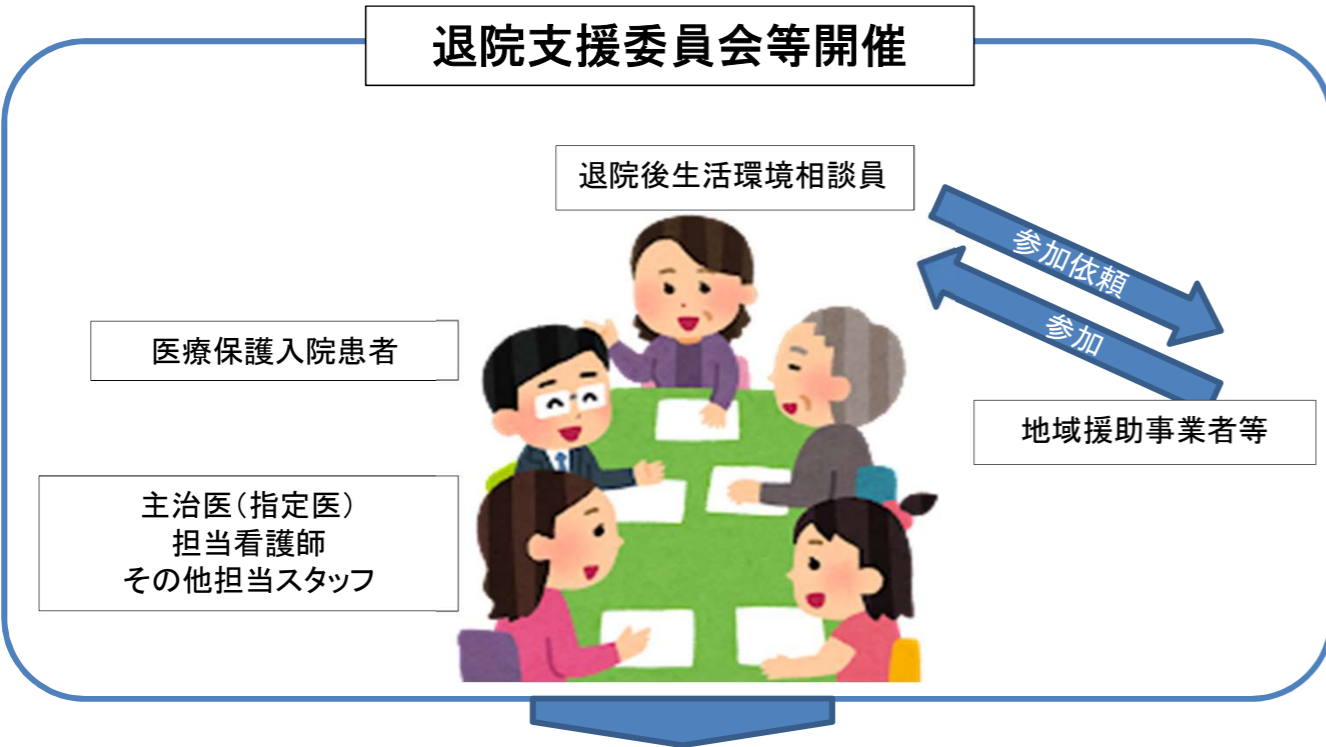 退院支援委員会等開催
退院後生活環境相談員
参加依頼
参加
医療保護入院患者
地域援助事業者等
主治医(指定医)
担当看護師
その他担当スタッフ